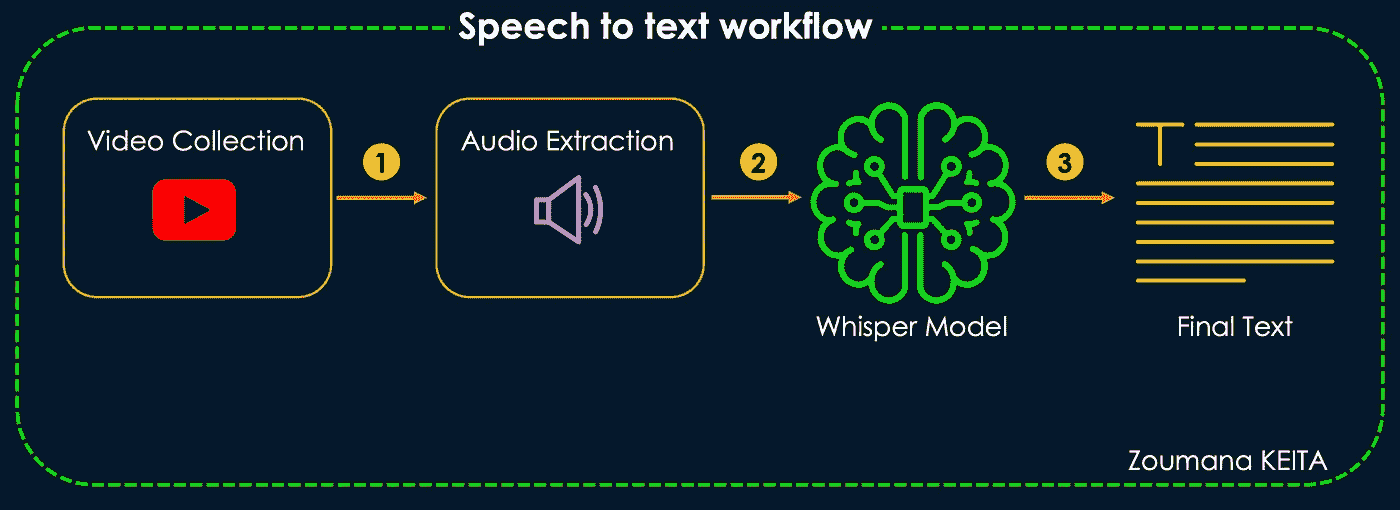 Speech to text workflow
Video Collection
1
Audio Extraction
2
3
Whisper Model
Final Text
Zoumana KEITA